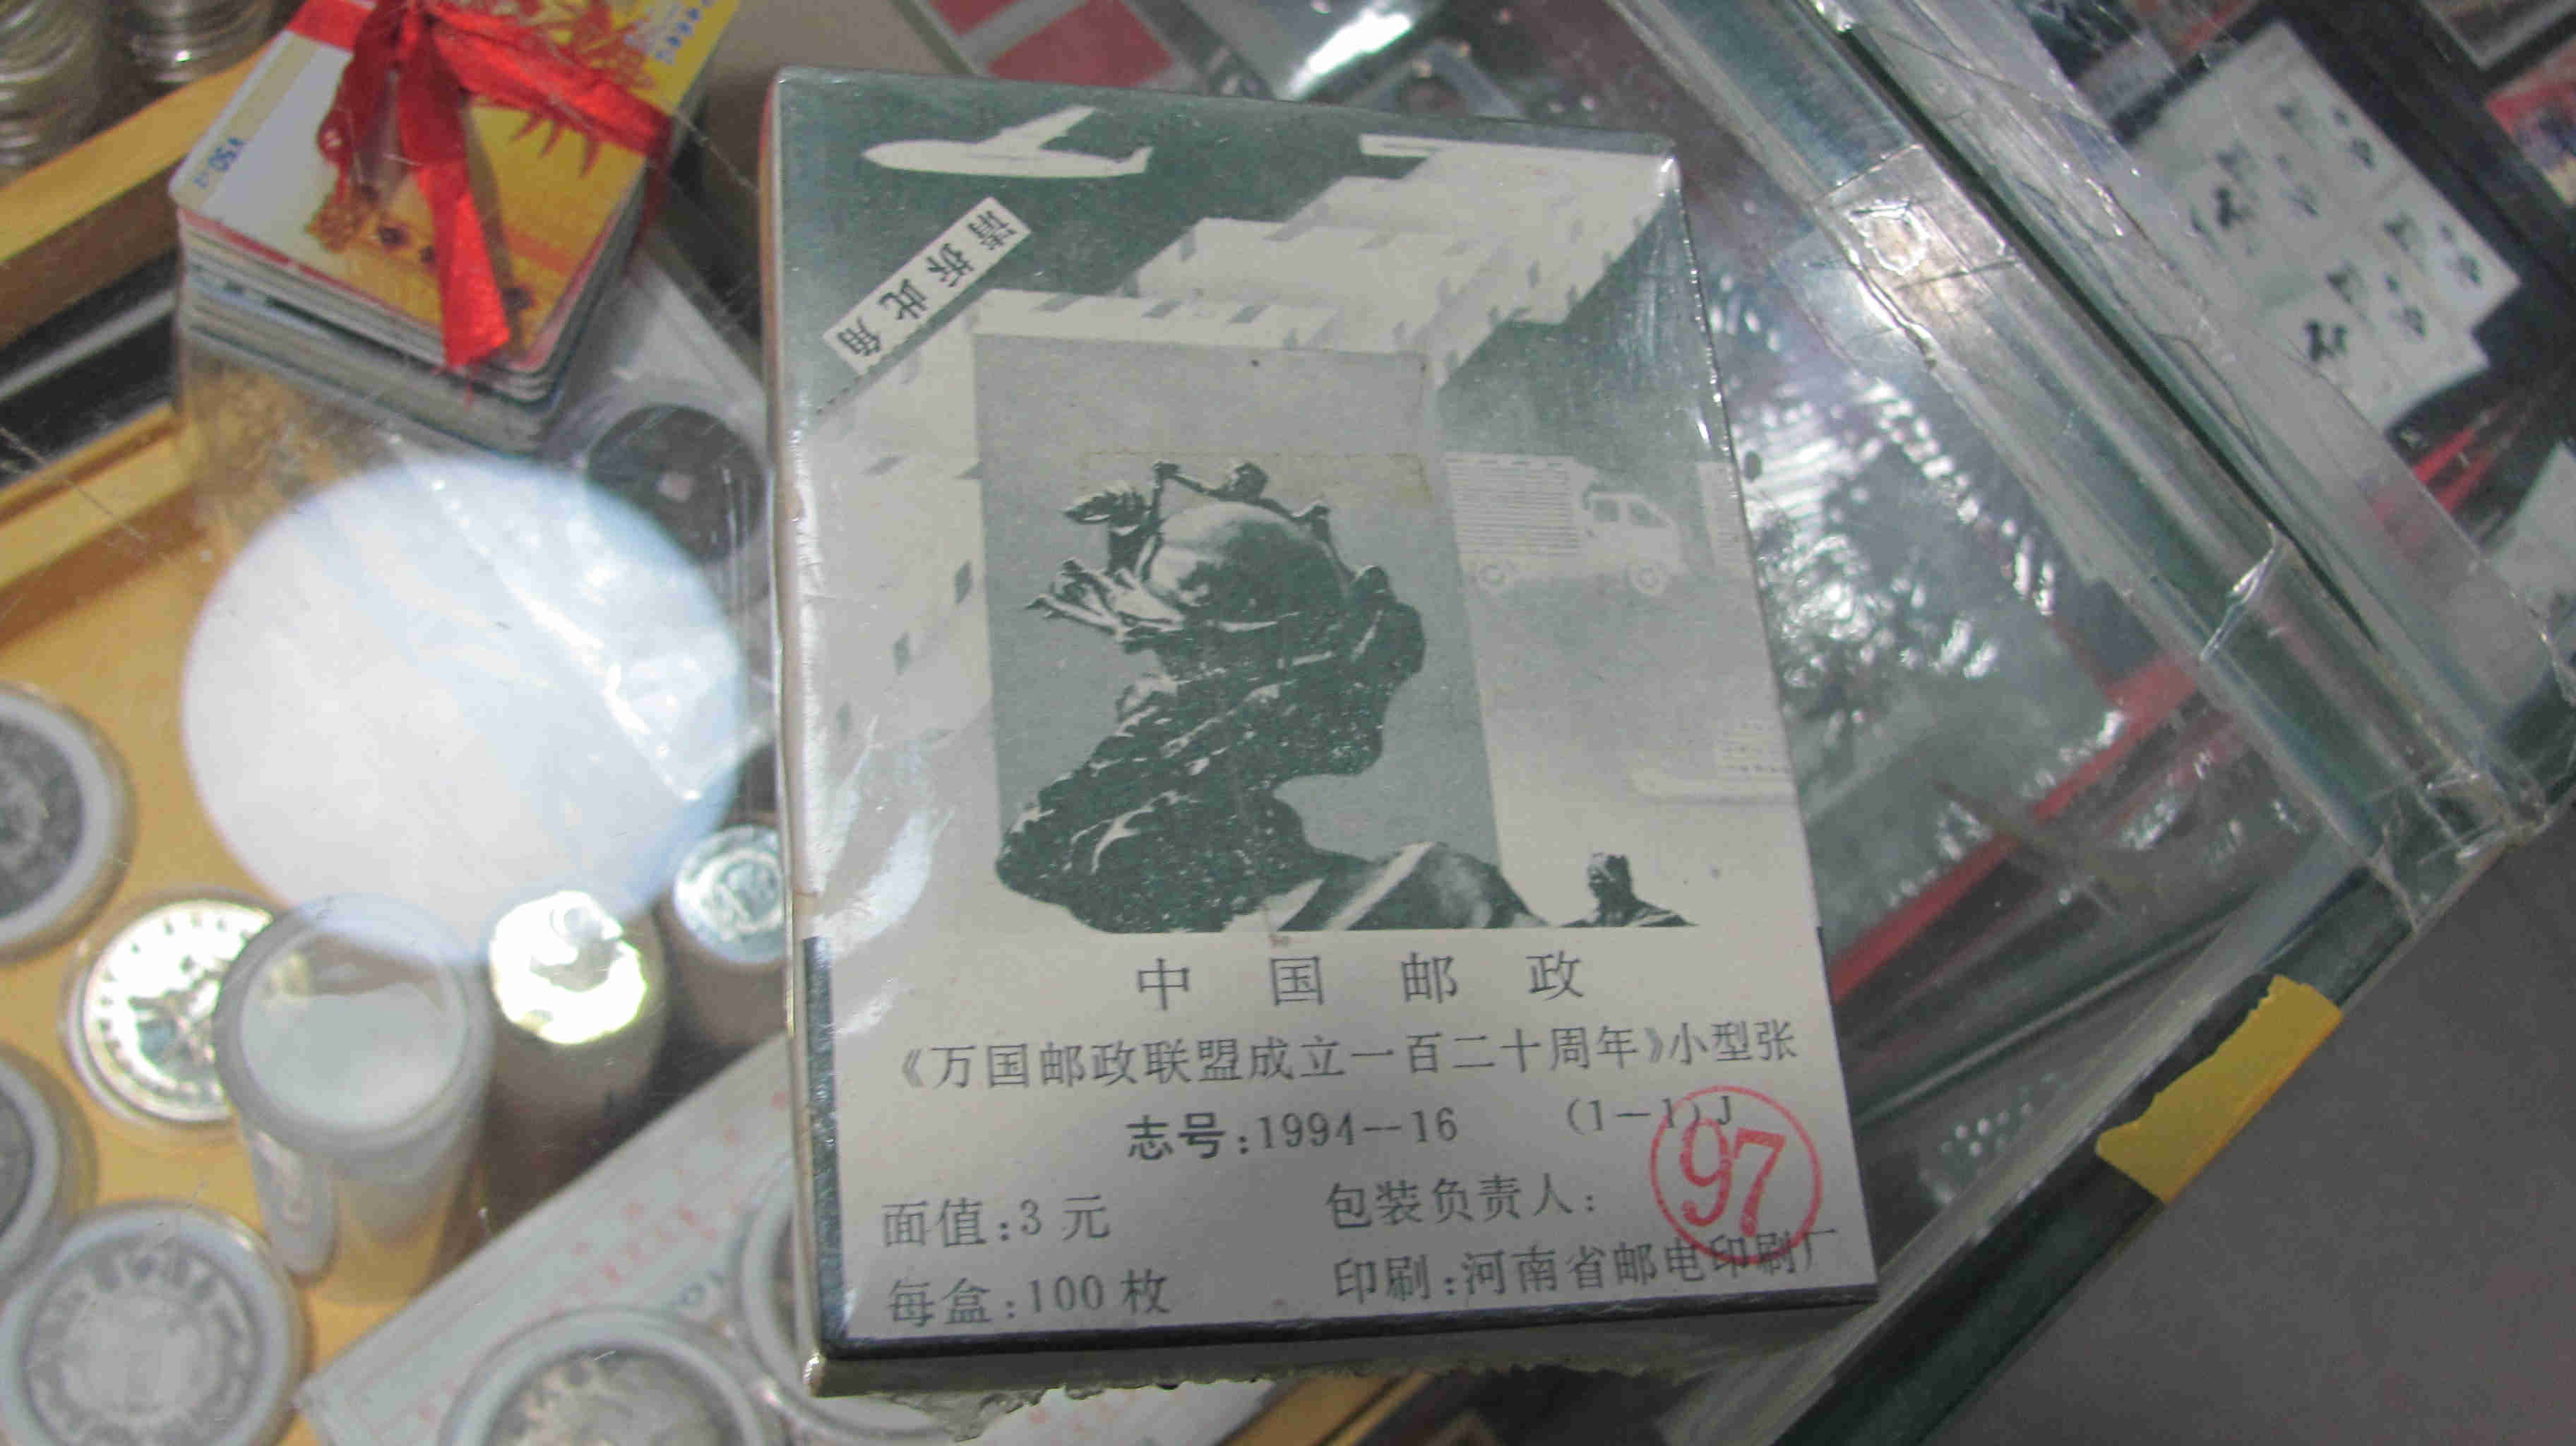 ¥50
请拆此角
中国邮政
《万国邮政联盟成立一百二十周年》小型张
志号:1994--16 (1-1)J
97
面值:3元 包装负责人:
每盒:100枚 印刷:河南省邮电印刷厂